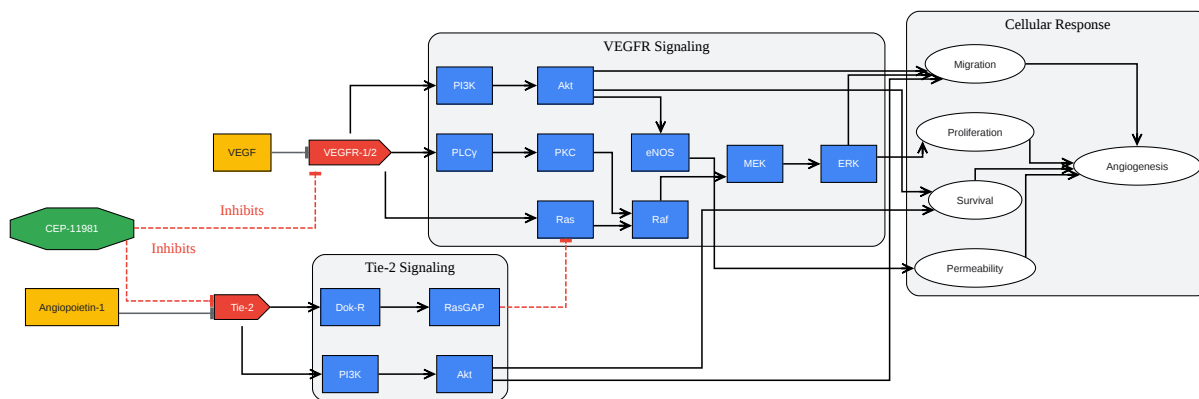 Cellular Response
VEGFR Signaling
Migration
PI3K
Akt
Proliferation
VEGF
VEGFR-1/2
PLCγ
PKC
eNOS
MEK
ERK
Angiogenesis
Survival
Inhibits
Ras
Raf
CEP-11981
Inhibits
Tie-2 Signaling
Permeability
Angiopoietin-1
Tie-2
Dok-R
RasGAP
PI3K
Akt